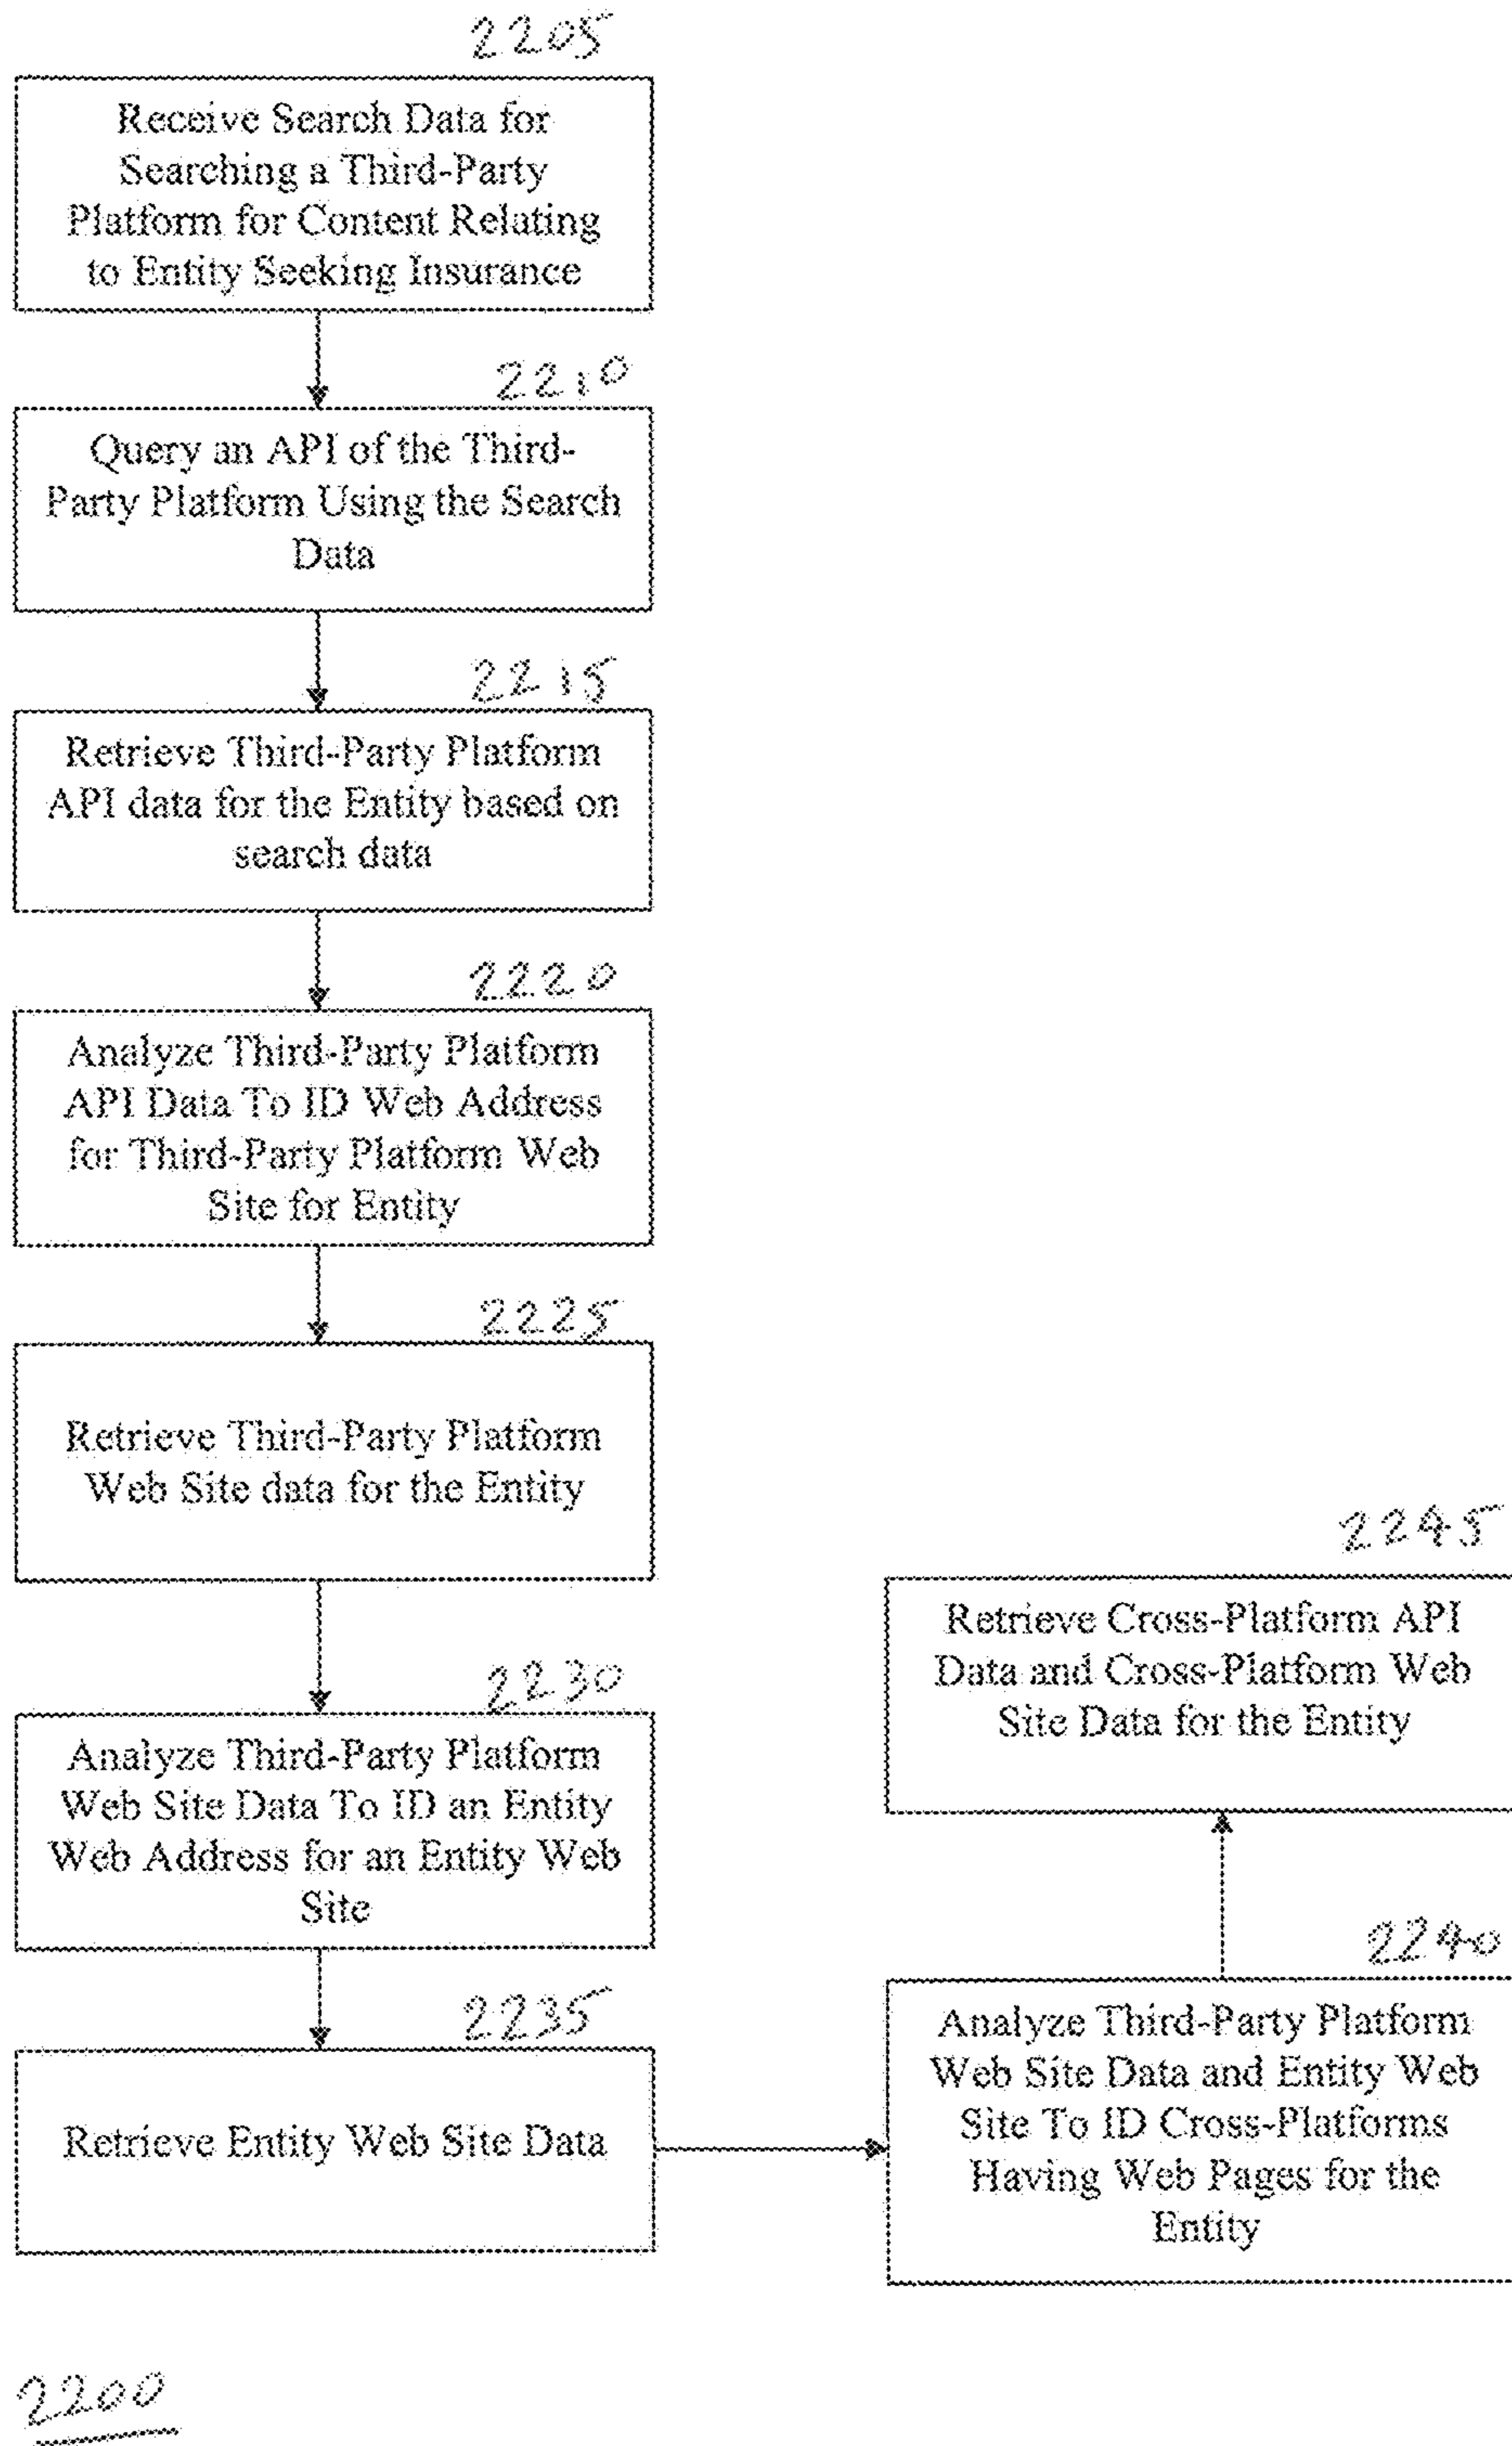 2205
Receive Search Data for
Searching a Third-Party
Platform for Content Relating
to Entity Seeking Insurance
2210
Query an API of the Third-
Party Platform Using the Search
Data
2215
Retrieve Third-Party Platform
API data for the Entity based on
search data
2220
Analyze Third-Party Platform
API Data To ID Web Address
for Third-Party Platform Web
Site for Entity
2225
Retrieve Third-Party Platform
Web Site data for the Entity
2230
Analyze Third-Party Platform
Web Site Data To ID an Entity
Web Address for an Entity Web
Site
2235
Retrieve Entity Web Site Data
2240
Analyze Third-Party Platform
Web Site Data and Entity Web
Site To ID Cross-Platforms
Having Web Pages for the
Entity
2245
Retrieve Cross-Platform API
Data and Cross-Platform Web
Site Data for the Entity
2200